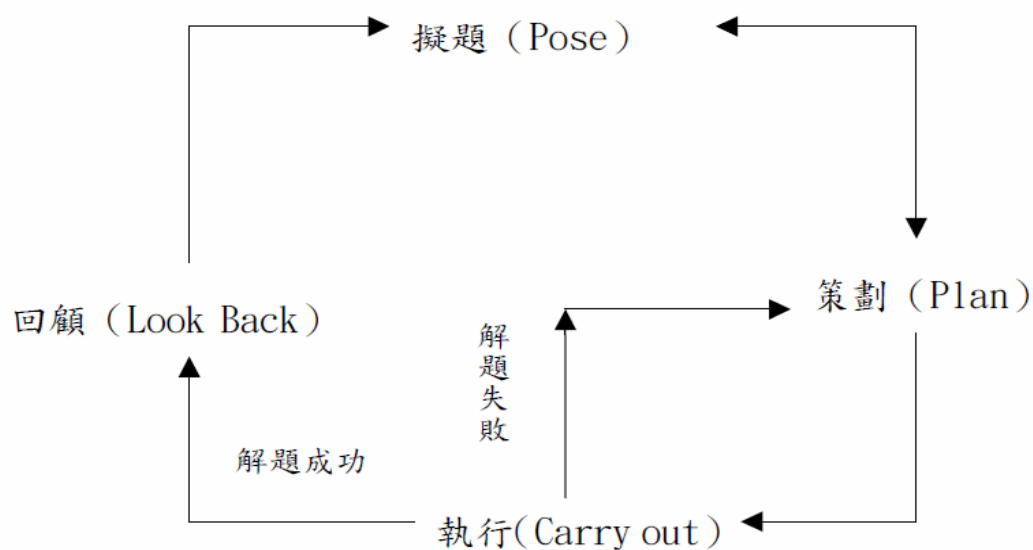 擬題（Pose）
策劃（Plan）
回顧（Look Back）
解題失敗
解題成功
執行(Carry out)